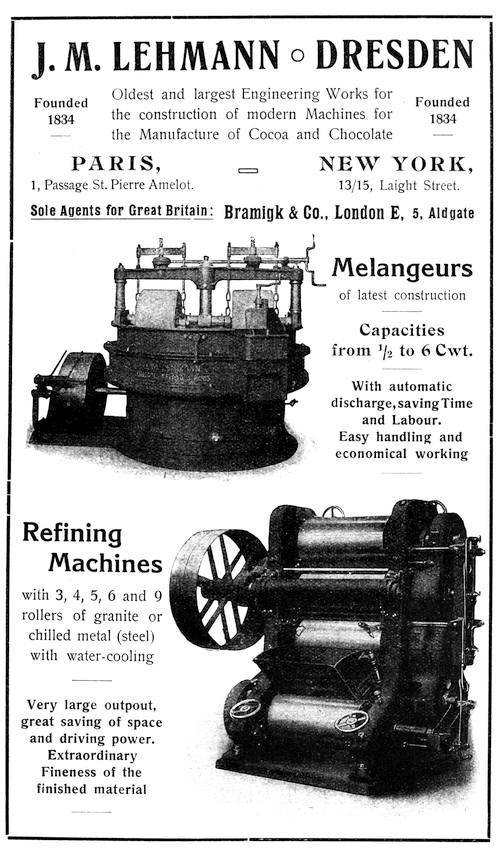 J. M. LEHMANN ○ DRESDEN
Founded 1834
Oldest and largest Engineering Works for
the construction of modern Machines for
the Manufacture of Cocoa and Chocolate
Founded 1834
PARIS, — NEW YORK,
1, Passage St. Pierre Amelot. 13/15, Laight Street.
Sole Agents for Great Britain: Bramigk & Co., London E, 5, Aldgate
Melangeurs
of latest construction
Capacities
from 1/2 to 6 Cwt.
With automatic
discharge, saving Time
and Labour.
Easy handling and
economical working
Refining
Machines
with 3, 4, 5, 6 and 9
rollers of granite or
chilled metal (steel)
with water-cooling
Very large outpout,
great saving of space
and driving power.
Extraordinary
Fineness of the
finished material